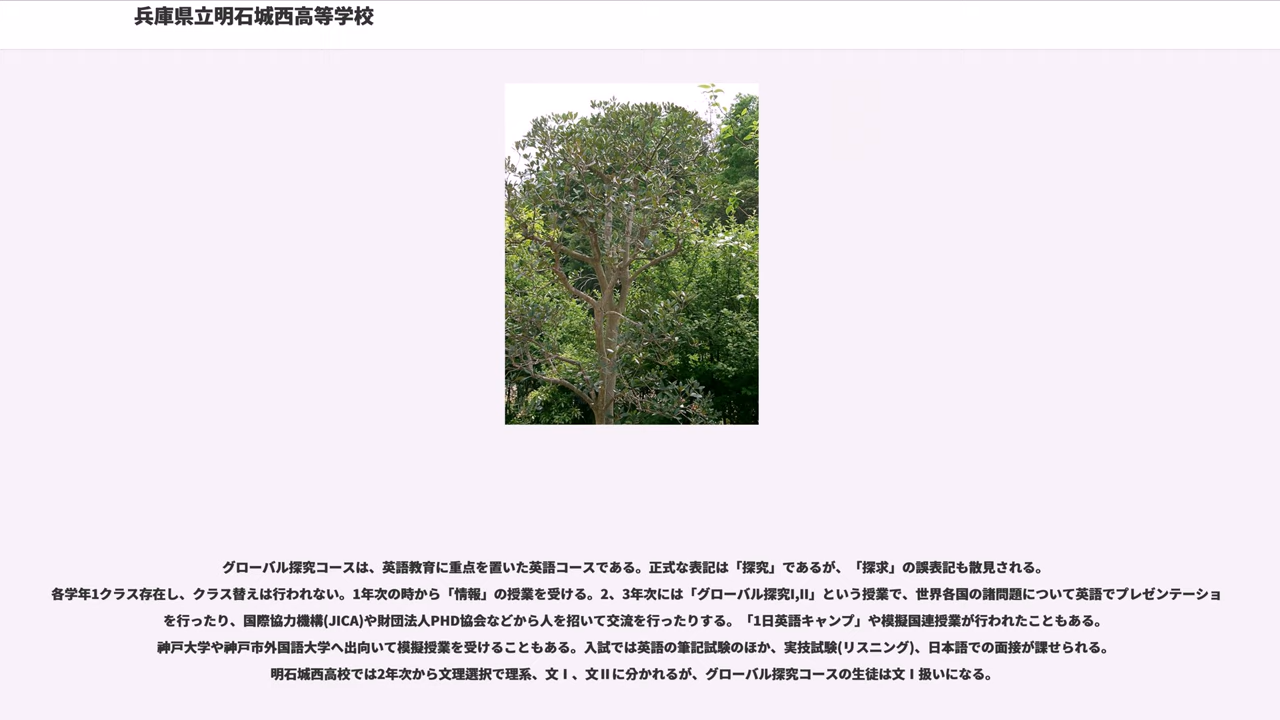 兵庫県立明石城西高等学校
グローバル探究コースは、英語教育に重点を置いた英語コースである。正式な表記は「探究」であるが、「探求」の誤表記も散見される。
各学年1クラス存在し、クラス替えは行われない。1年次の時から「情報」の授業を受ける。2、3年次には「グローバル探究I,II」という授業で、世界各国の諸問題について英語でプレゼンテーショ
を行ったり、国際協力機構(JICA)や財団法人PHD協会などから人を招いて交流を行ったりする。「1日英語キャンプ」や模擬国連授業が行われたこともある。
神戸大学や神戸市外国語大学へ出向いて模擬授業を受けることもある。入試では英語の筆記試験のほか、実技試験(リスニング)、日本語での面接が課せられる。
明石城西高校では2年次から文理選択で理系、文Ⅰ、文Ⅱに分かれるが、グローバル探究コースの生徒は文Ⅰ扱いになる。